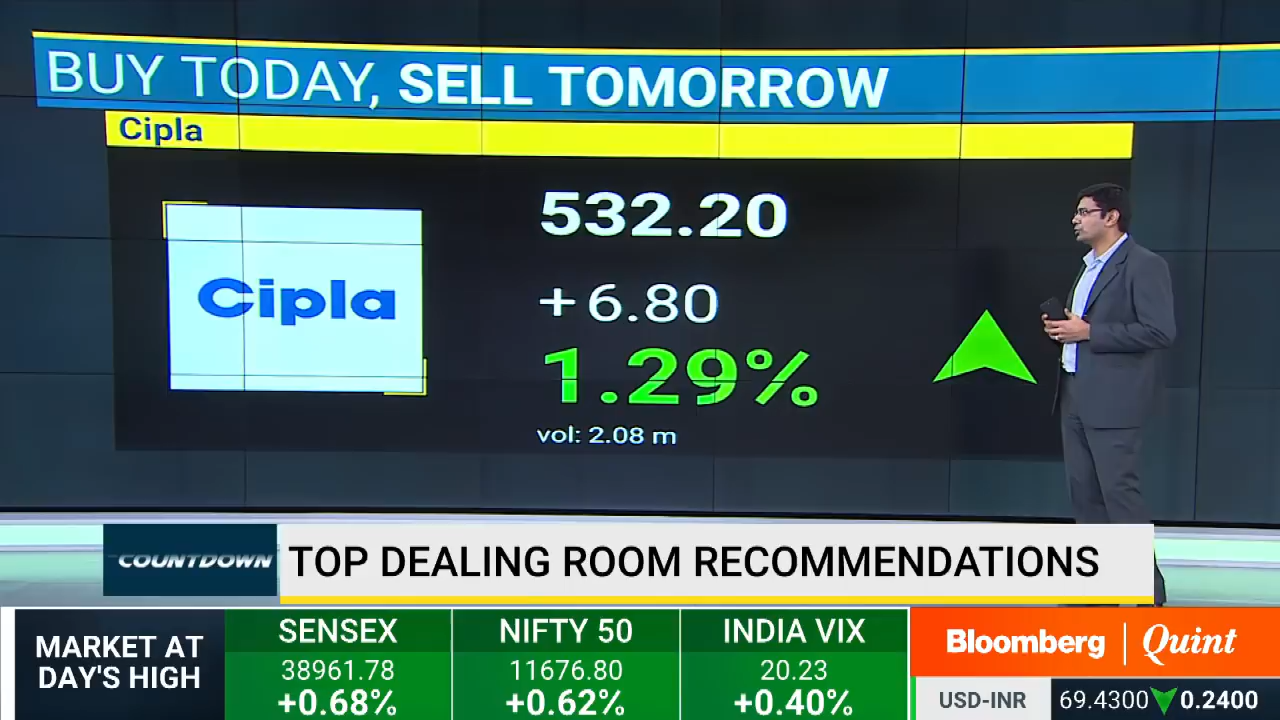 BUY TODAY, SELL TOMORROW
Cipla
Cipla
532.20
+6.80
1.29%
vol: 2.08 m
COUNTDOWN
TOP DEALING ROOM RECOMMENDATIONS
MARKET AT
DAY'S HIGH
SENSEX
38961.78
+0.68%
NIFTY 50
11676.80
+0.62%
INDIA VIX
20.23
+0.40%
Bloomberg | Quint
USD-INR 69.4300 0.2400